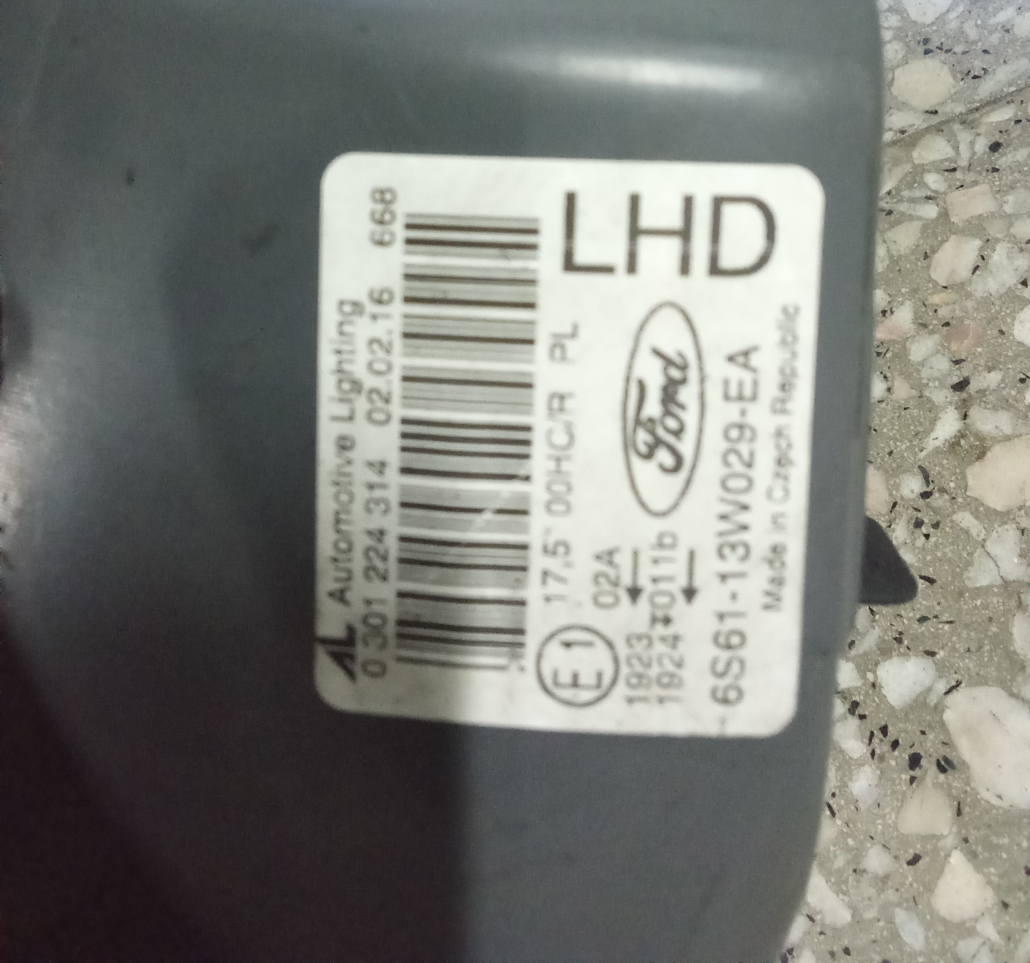 AL Automotive Lighting
0 301 224 314 02.02.16 668
E1 17,5" 00HC/R PL
02A
1923
1924 011b
Ford
LHD
6S61-13W029-EA
Made in Czech Republic